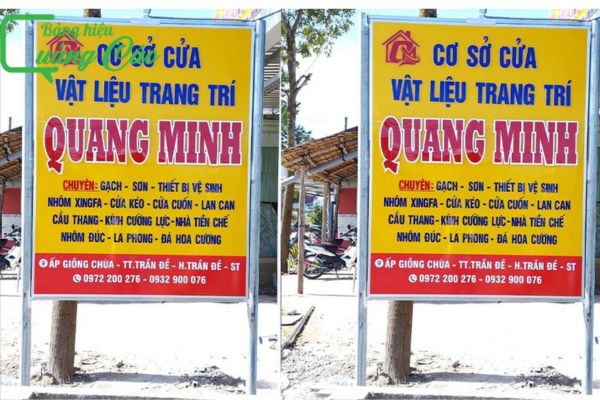 Bảng hiệu
Quảng Cáo
CƠ SỞ CỬA
VẬT LIỆU TRANG TRÍ
QUANG MINH
CHUYÊN: GẠCH - SƠN - THIẾT BỊ VỆ SINH
NHÔM XINGFA - CỬA KÉO - CỬA CUỐN - LAN CAN
CẦU THANG - KÍNH CƯỜNG LỰC - NHÀ TIỀN CHẾ
NHÔM ĐÚC - LA PHONG - ĐÁ HOA CƯƠNG
ẤP GIỒNG CHÙA - TT.TRẦN ĐỀ - H.TRẦN ĐỀ - ST
0972 200 276 - 0932 900 076
CƠ SỞ CỬA
VẬT LIỆU TRANG TRÍ
QUANG MINH
CHUYÊN: GẠCH - SƠN - THIẾT BỊ VỆ SINH
NHÔM XINGFA - CỬA KÉO - CỬA CUỐN - LAN CAN
CẦU THANG - KÍNH CƯỜNG LỰC - NHÀ TIỀN CHẾ
NHÔM ĐÚC - LA PHONG - ĐÁ HOA CƯƠNG
ẤP GIỒNG CHÙA - TT.TRẦN ĐỀ - H.TRẦN ĐỀ - ST
0972 200 276 - 0932 900 076